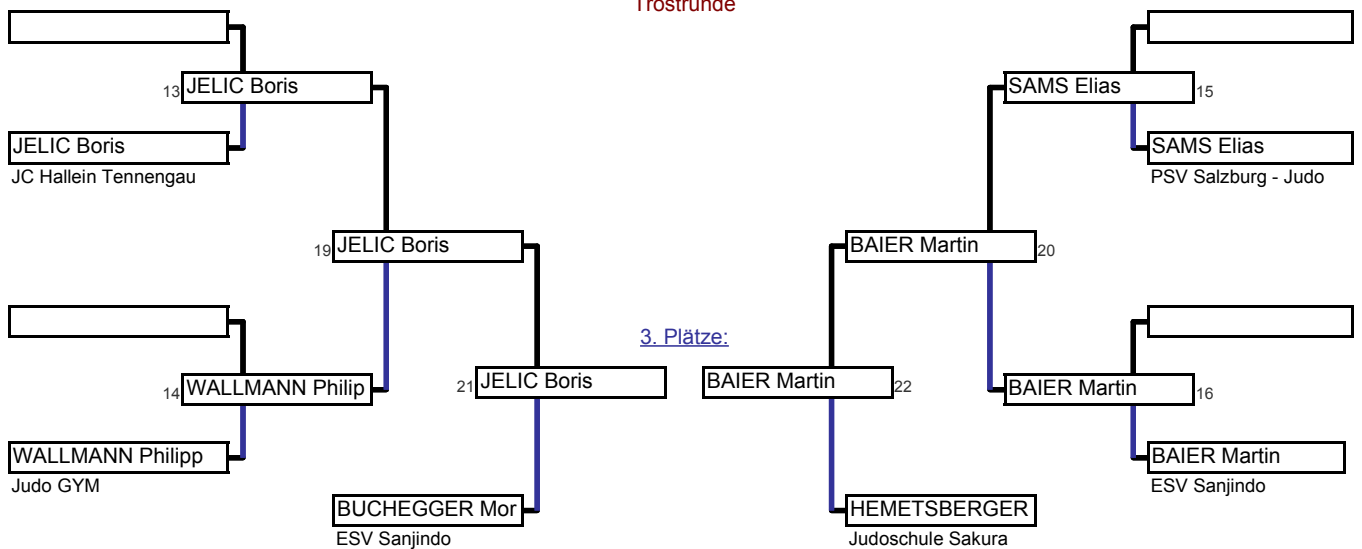 Trostrunde
13 JELIC Boris
SAMS Elias 15
JELIC Boris
JC Hallein Tennengau
SAMS Elias
PSV Salzburg - Judo
19 JELIC Boris
BAIER Martin 20
3. Plätze:
14 WALLMANN Philip
21 JELIC Boris
BAIER Martin 22
BAIER Martin 16
WALLMANN Philipp
Judo GYM
BAIER Martin
ESV Sanjindo
BUCHEGGER Mor
ESV Sanjindo
HEMETSBERGER
Judoschule Sakura